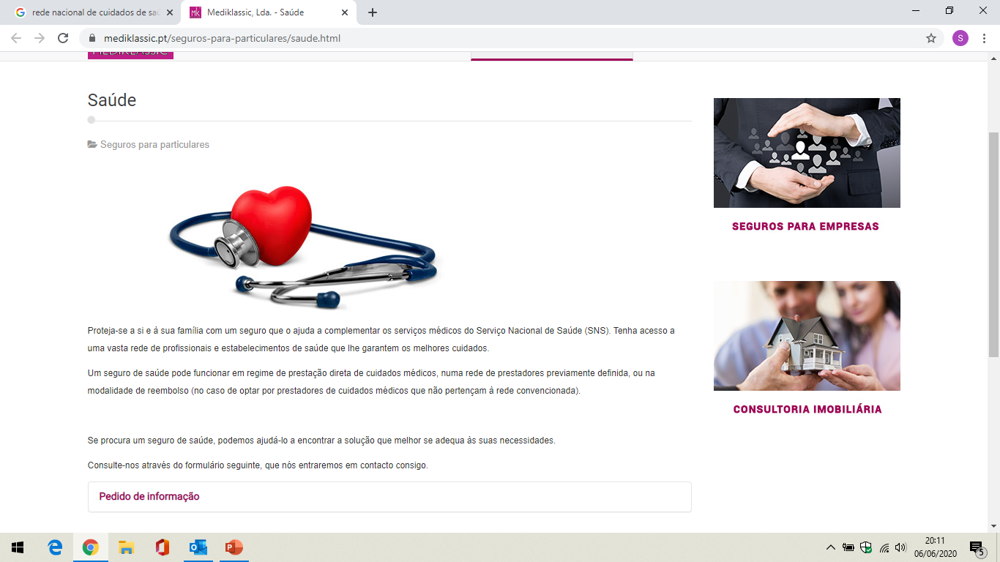 rede nacional de cuidados de saú
Mediklassic, Lda. - Saúde
mediklassic.pt/seguros-para-particulares/saude.html
S
MEDIKLASSIC
Saúde
Seguros para particulares
Proteja-se a si e à sua família com um seguro que o ajuda a complementar os serviços médicos do Serviço Nacional de Saúde (SNS). Tenha acesso a
uma vasta rede de profissionais e estabelecimentos de saúde que lhe garantem os melhores cuidados.
Um seguro de saúde pode funcionar em regime de prestação direta de cuidados médicos, numa rede de prestadores previamente definida, ou na
modalidade de reembolso (no caso de optar por prestadores de cuidados médicos que não pertençam à rede convencionada).
Se procura um seguro de saúde, podemos ajudá-lo a encontrar a solução que melhor se adequa às suas necessidades.
Consulte-nos através do formulário seguinte, que nós entraremos em contacto consigo.
Pedido de informação
SEGUROS PARA EMPRESAS
CONSULTORIA IMOBILIÁRIA
20:11
06/06/2020
5